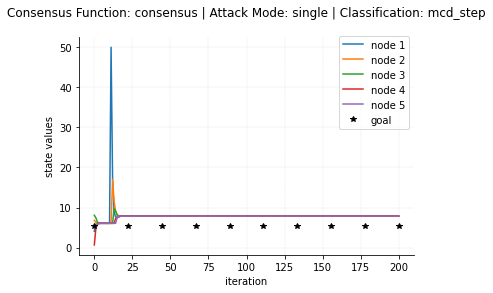 Consensus Function: consensus | Attack Mode: single | Classification: mcd_step
50
40
30
20
10
0
state values
node 1
node 2
node 3
node 4
node 5
goal
0 25 50 75 100 125 150 175 200
iteration